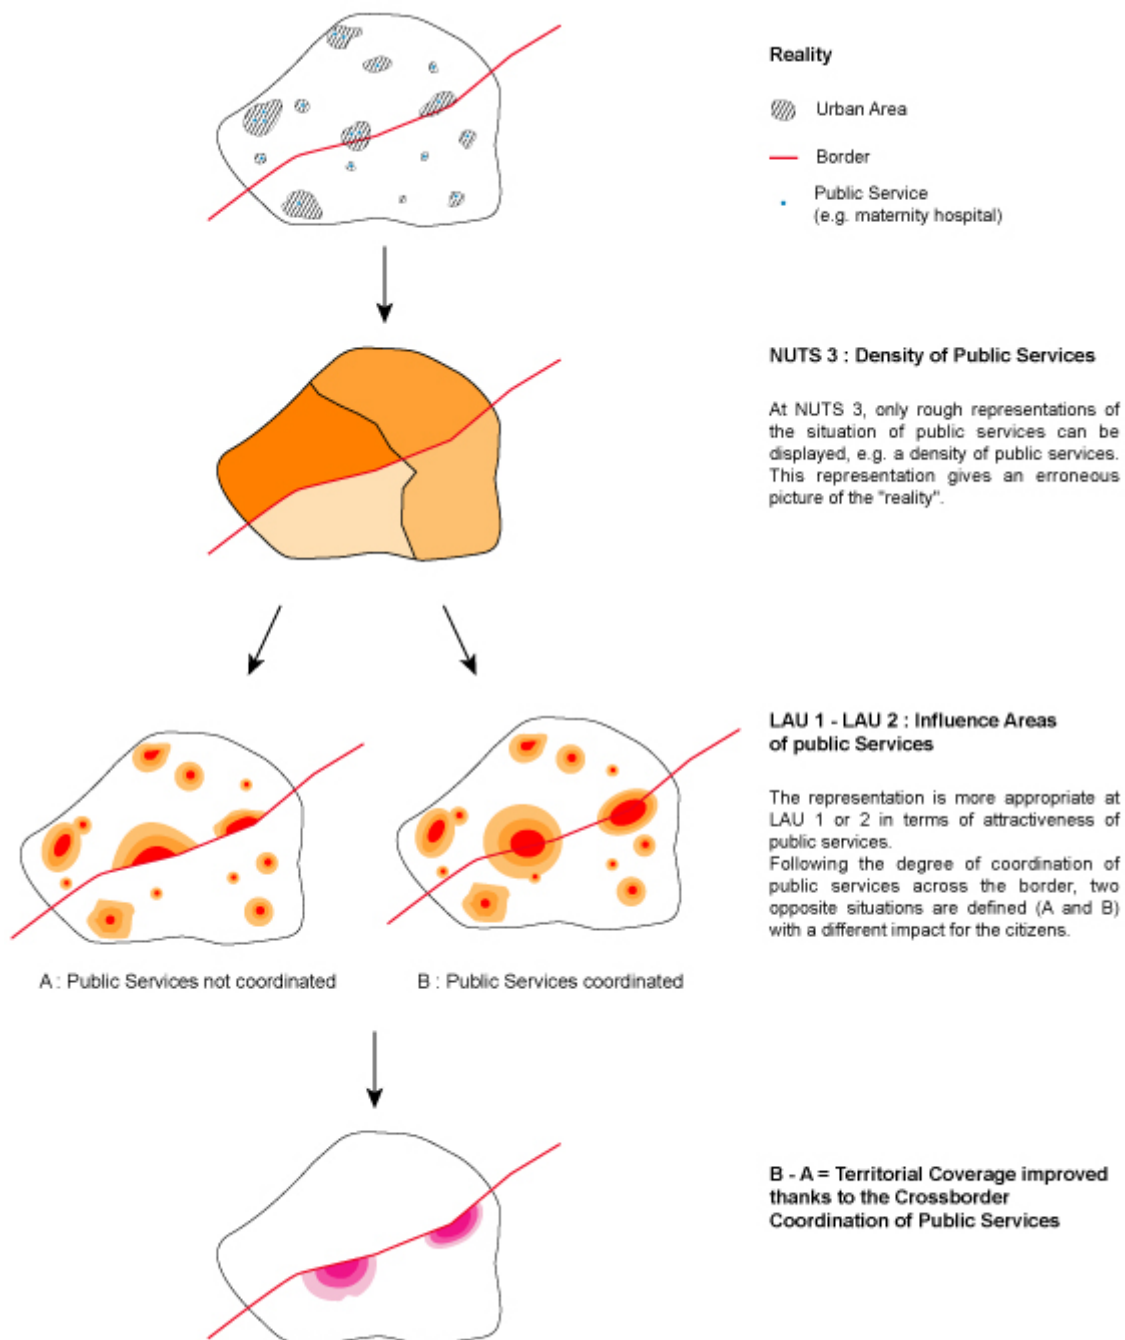 Reality
Urban Area
Border
Public Service
(e.g. maternity hospital)
NUTS 3 : Density of Public Services
At NUTS 3, only rough representations of
the situation of public services can be
displayed, e.g. a density of public services.
This representation gives an erroneous
picture of the "reality".
LAU 1 - LAU 2 : Influence Areas
of public Services
The representation is more appropriate at
LAU 1 or 2 in terms of attractiveness of
public services.
Following the degree of coordination of
public services across the border, two
opposite situations are defined (A and B)
with a different impact for the citizens.
A : Public Services not coordinated
B : Public Services coordinated
B - A = Territorial Coverage improved
thanks to the Crossborder
Coordination of Public Services